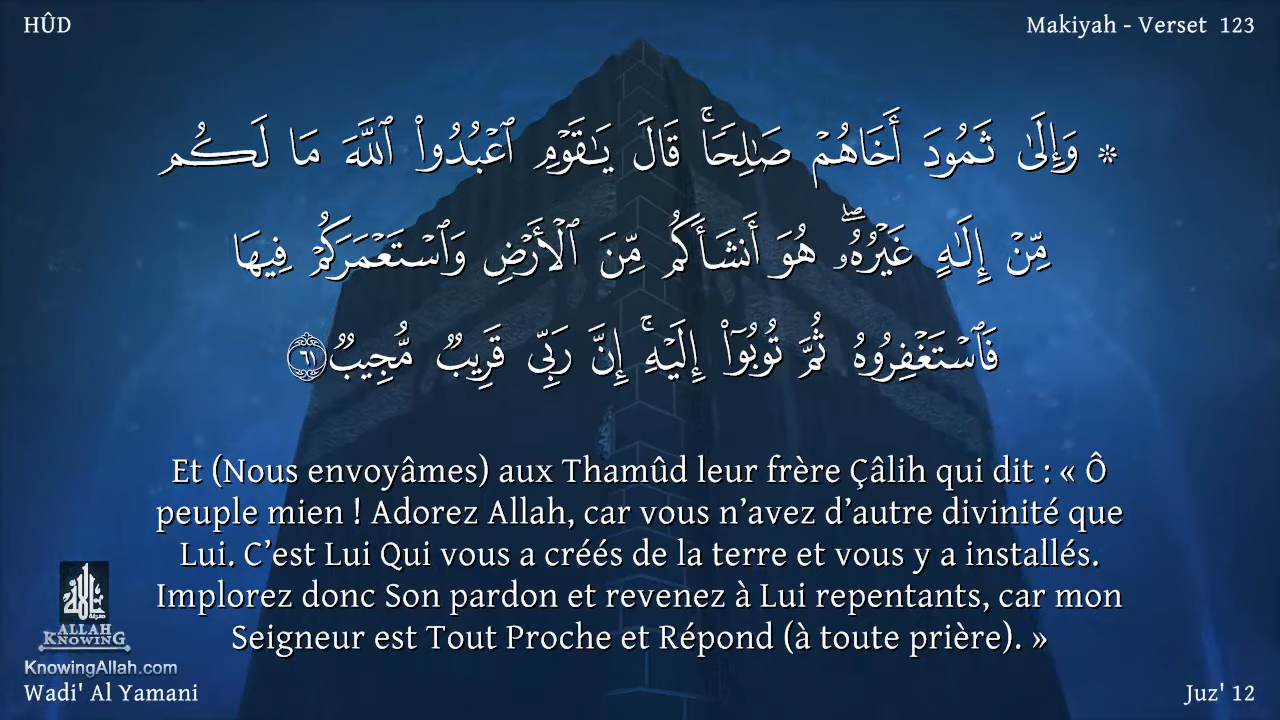 HÛD
Makiyah - Verset 123
۞ وَإِلَىٰ ثَمُودَ أَخَاهُمْ صَـٰلِحًا ۚ قَالَ يَـٰقَوْمِ ٱعْبُدُوا۟ ٱللَّهَ مَا لَكُم
مِّنْ إِلَـٰهٍ غَيْرُهُۥ ۖ هُوَ أَنشَأَكُم مِّنَ ٱلْأَرْضِ وَٱسْتَعْمَرَكُمْ فِيهَا
فَٱسْتَغْفِرُوهُ ثُمَّ تُوبُوٓا۟ إِلَيْهِ ۚ إِنَّ رَبِّى قَرِيبٌ مُّجِيبٌ ٦١
Et (Nous envoyâmes) aux Thamûd leur frère Çâlih qui dit : « Ô
peuple mien ! Adorez Allah, car vous n’avez d’autre divinité que
Lui. C’est Lui Qui vous a créés de la terre et vous y a installés.
Implorez donc Son pardon et revenez à Lui repentants, car mon
Seigneur est Tout Proche et Répond (à toute prière). »
ALLAH
KNOWING
KnowingAllah.com
Wadi' Al Yamani
Juz' 12